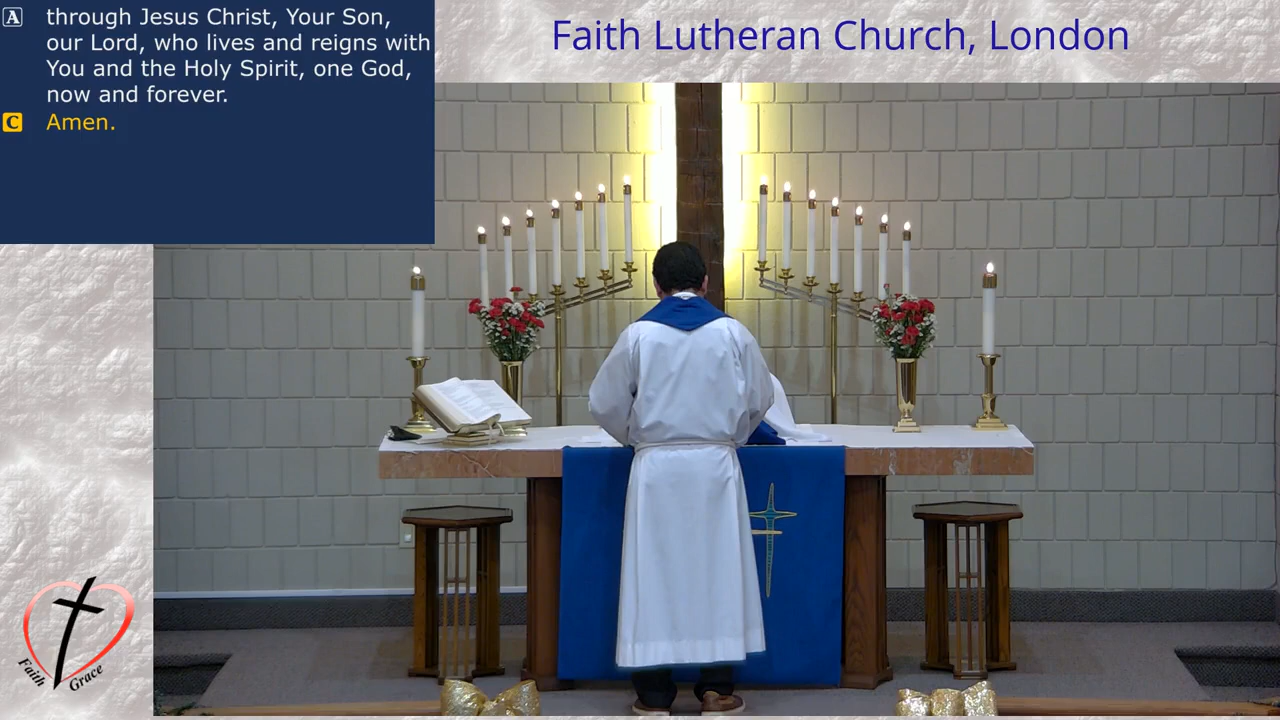 A through Jesus Christ, Your Son,
our Lord, who lives and reigns with
You and the Holy Spirit, one God,
now and forever.
C Amen.
Faith Lutheran Church, London
Faith Grace